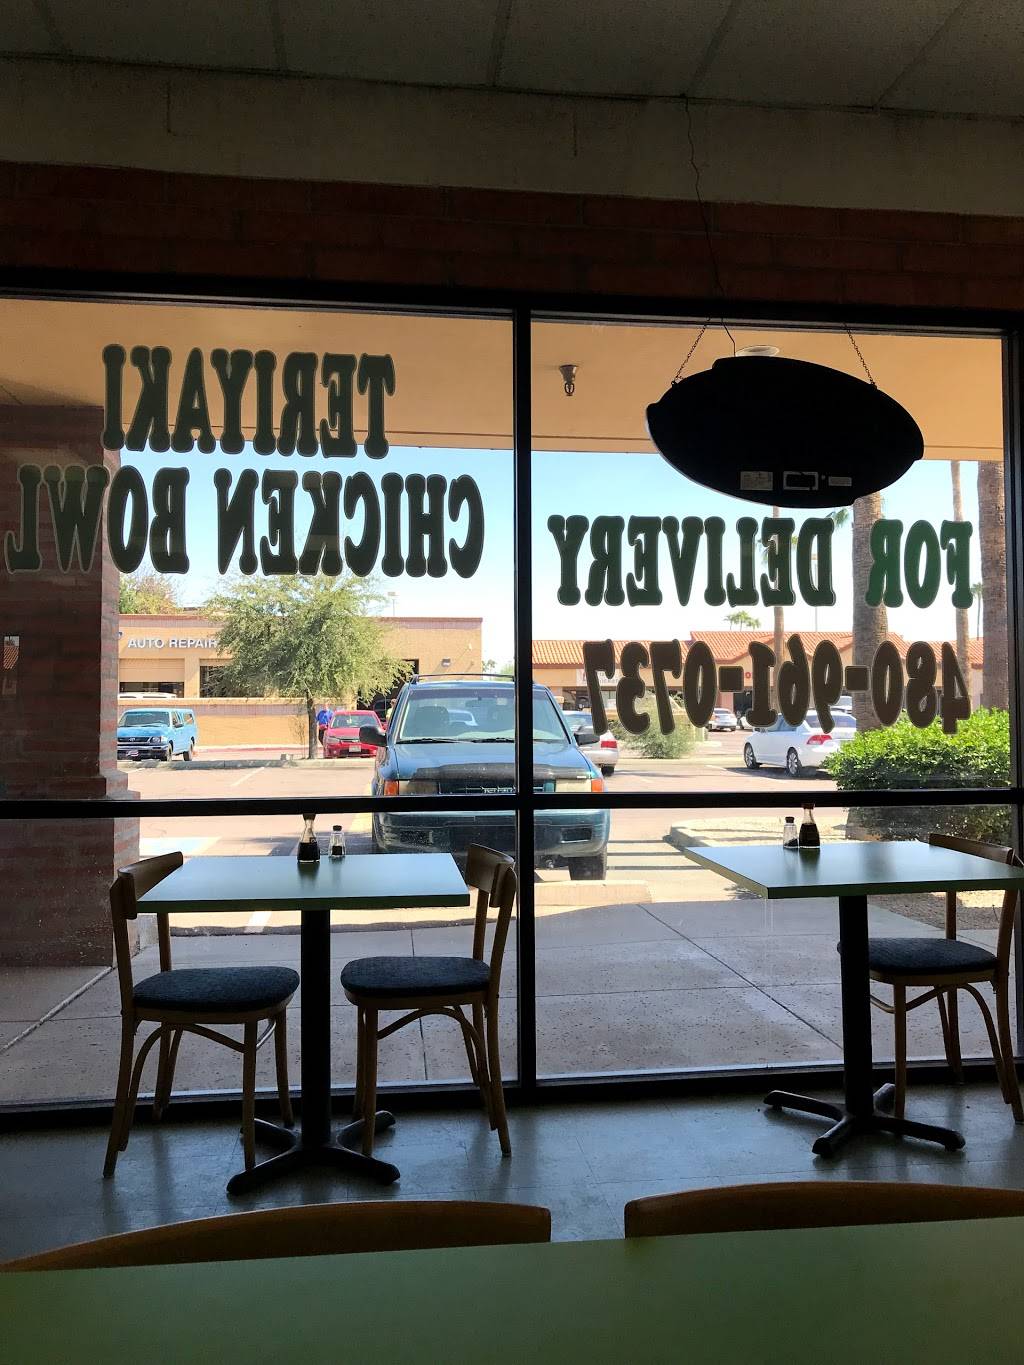 TERIYAKI
CHICKEN BOWL
FOR DELIVERY
480-961-0737
AUTO REPAIR